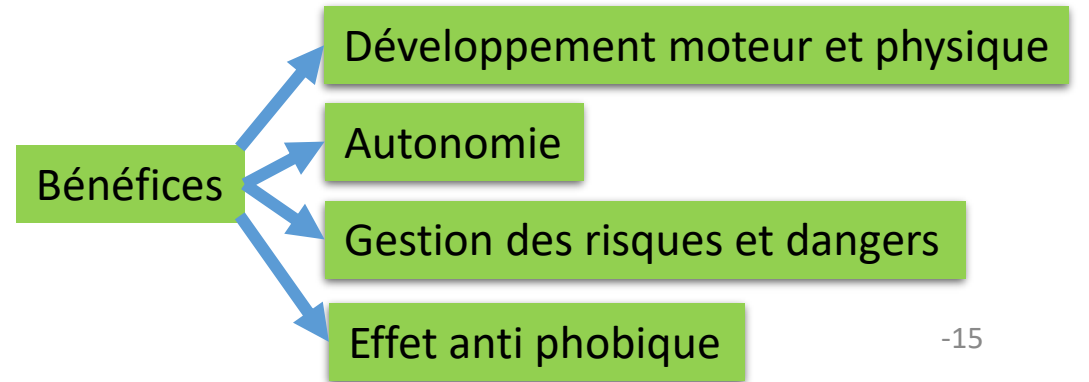 Développement moteur et physique
Autonomie
Bénéfices
Gestion des risques et dangers
Effet anti phobique
-15